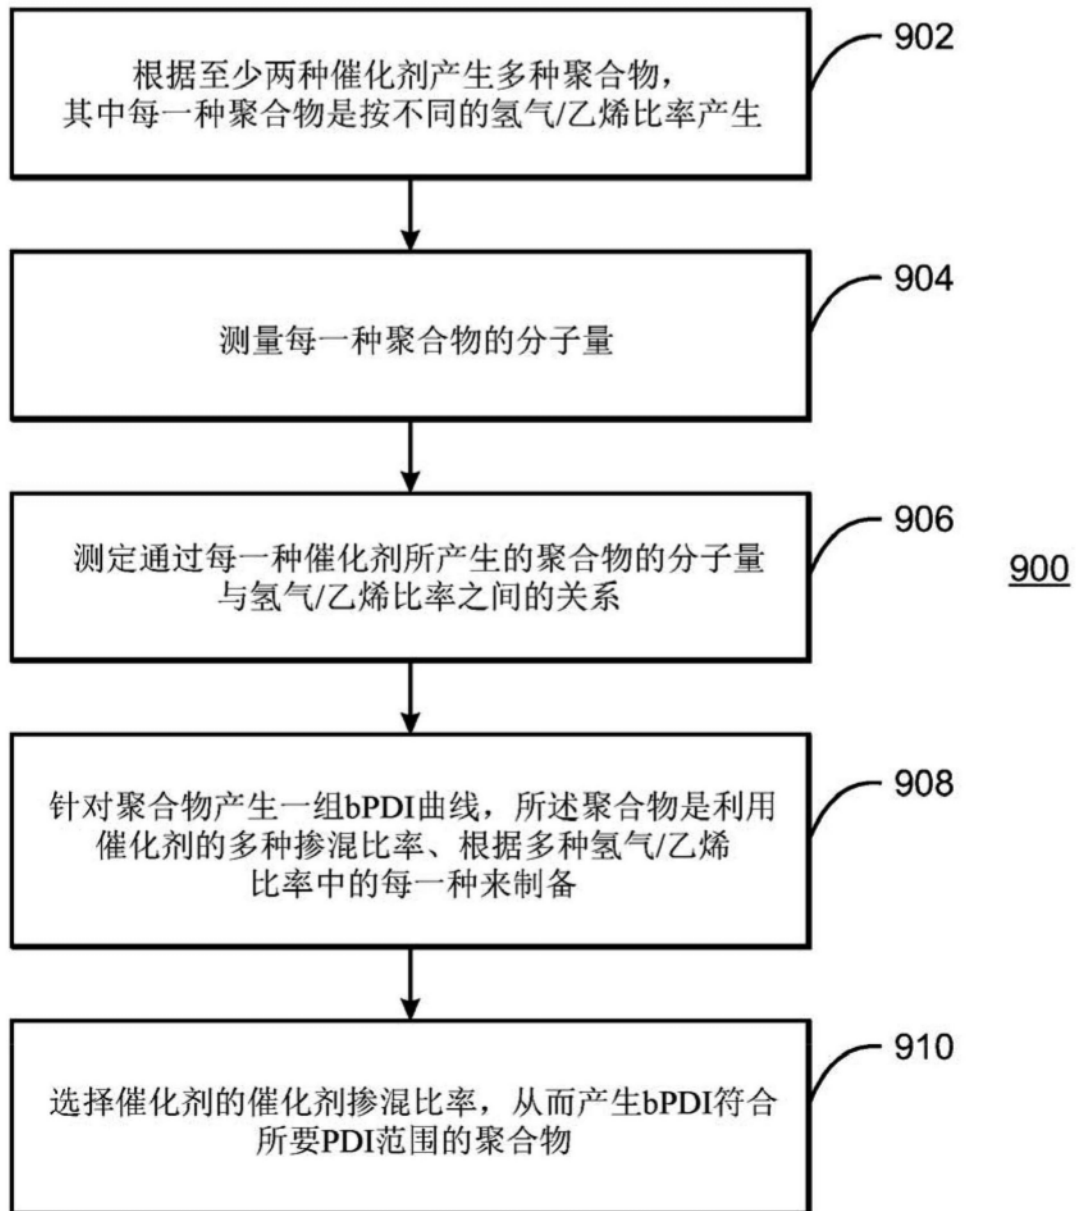 根据至少两种催化剂产生多种聚合物，
其中每一种聚合物是按不同的氢气/乙烯比率产生
902
测量每一种聚合物的分子量
904
测定通过每一种催化剂所产生的聚合物的分子量
与氢气/乙烯比率之间的关系
906
900
针对聚合物产生一组bPDI曲线，所述聚合物是利用
催化剂的多种掺混比率、根据多种氢气/乙烯
比率中的每一种来制备
908
选择催化剂的催化剂掺混比率，从而产生bPDI符合
所要PDI范围的聚合物
910